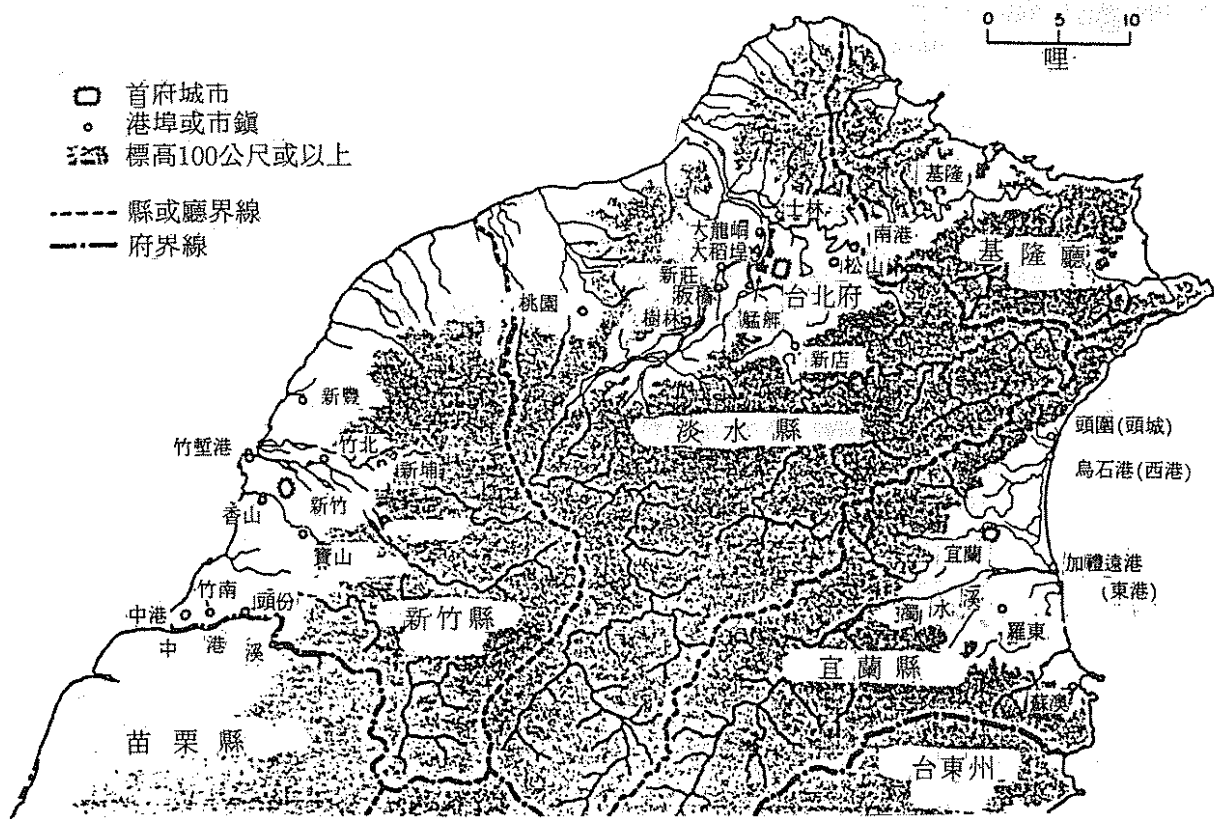 0 5 10
哩
首府城市
港埠或市鎮
標高100公尺或以上
縣或廳界線
府界線
基隆
士林
大龍峒
大稻埕
南港
松山
基隆廳
新莊
板橋
台北府
桃園
樹林
艋舺
新店
新豐
淡水縣
頭圍(頭城)
竹塹港
竹北
新埔
烏石港(西港)
新竹
香山
寶山
宜蘭
加禮遠港
(東港)
竹南
中港
頭份
新竹縣
濁水溪
羅東
中港溪
宜蘭縣
蘇澳
苗栗縣
台東州